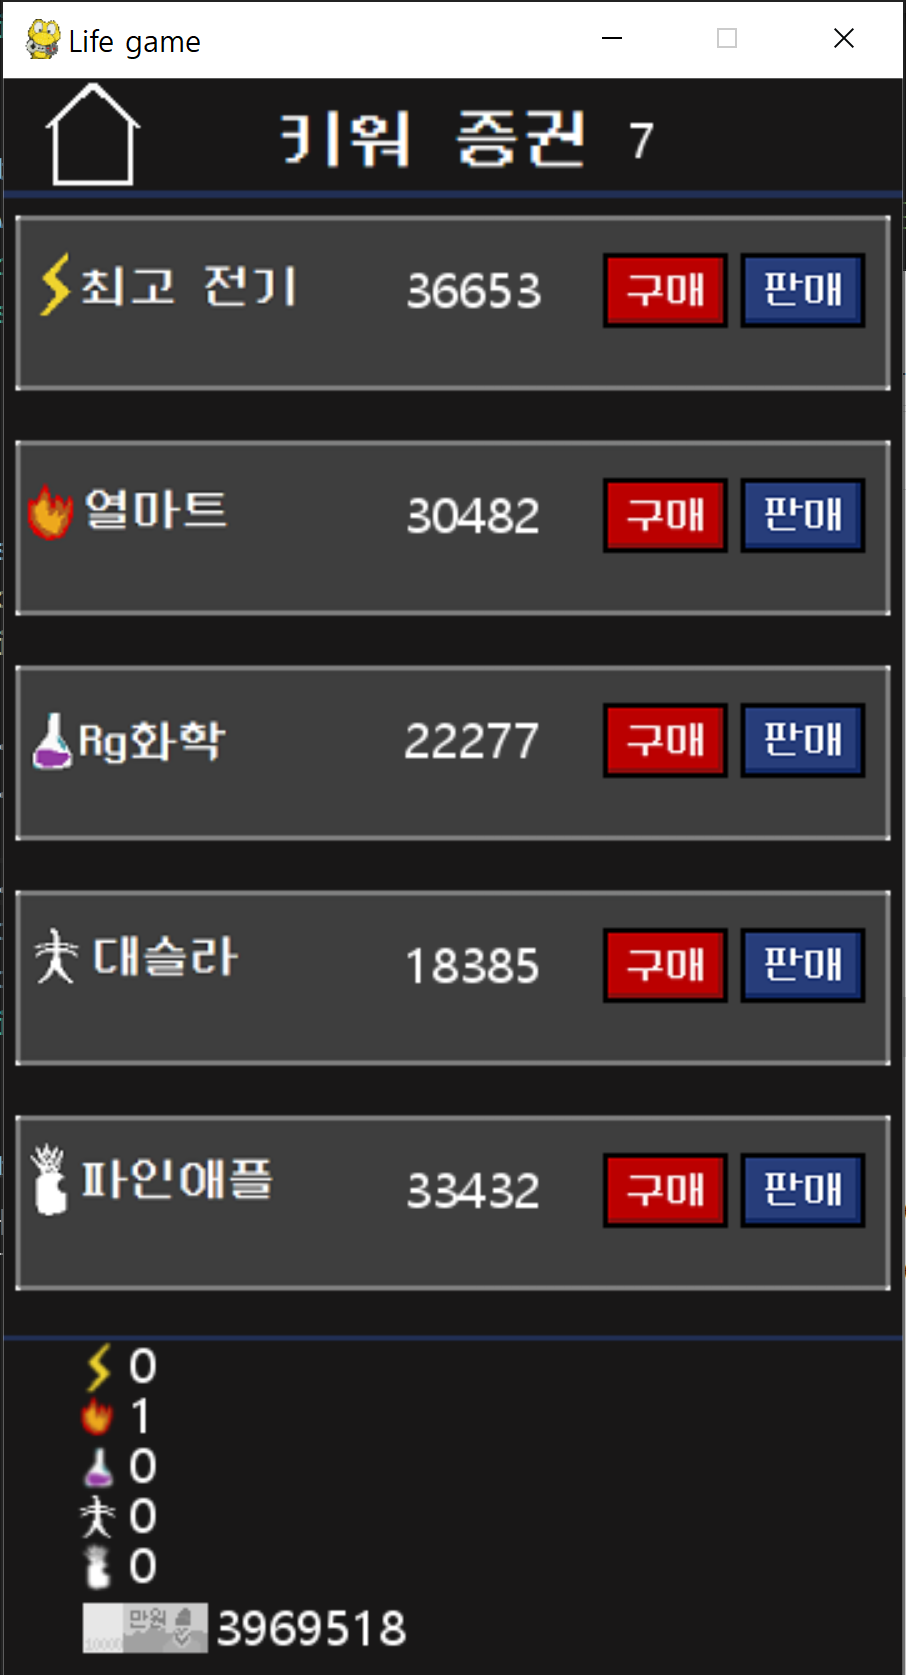 Life game
키워 증권 7
최고 전기 36653 구매 판매
열마트 30482 구매 판매
Rg화학 22277 구매 판매
대슬라 18385 구매 판매
파인애플 33432 구매 판매
0
1
0
0
0
만원
10000
3969518